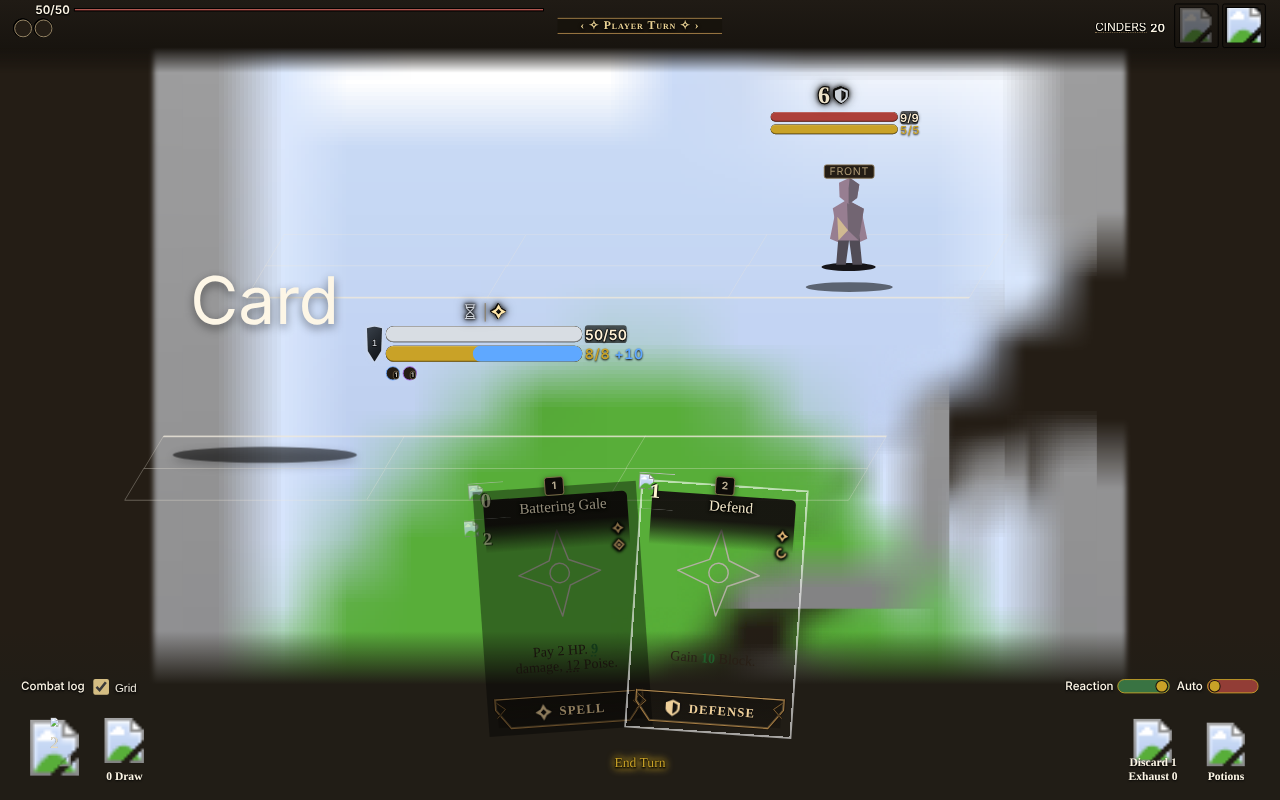 50/50
‹ ✧ Player Turn ✧ ›
CINDERS 20
6
9/9
5/5
FRONT
Card
1
50/50
8/8 +10
1
0
Battering Gale
2
Pay 2 HP. 9
damage. 12 Poise.
SPELL
2
1
Defend
Gain 10 Block.
DEFENSE
Combat log
Grid
Reaction
Auto
0 Draw
End Turn
Discard 1
Exhaust 0
Potions